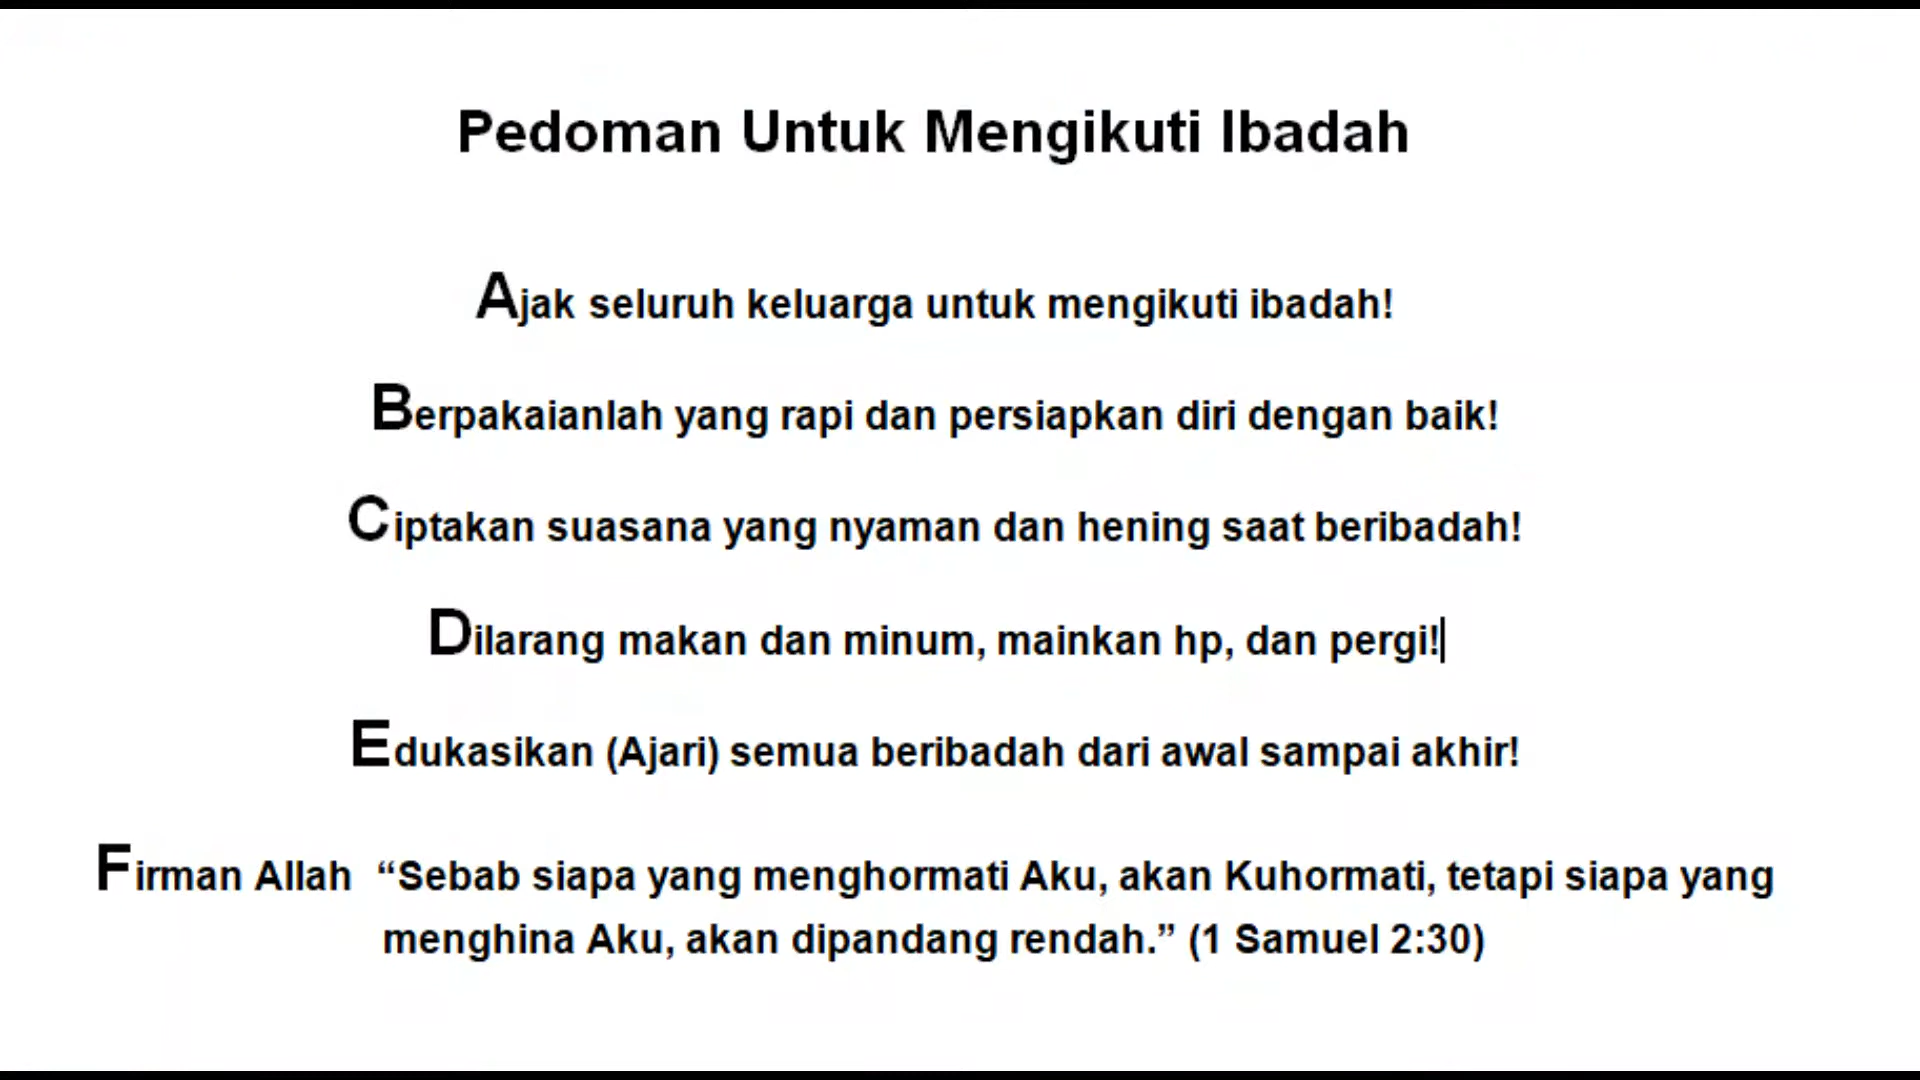 Pedoman Untuk Mengikuti Ibadah
Ajak seluruh keluarga untuk mengikuti ibadah!
Berpakaianlah yang rapi dan persiapkan diri dengan baik!
Ciptakan suasana yang nyaman dan hening saat beribadah!
Dilarang makan dan minum, mainkan hp, dan pergi!
Edukasikan (Ajari) semua beribadah dari awal sampai akhir!
Firman Allah “Sebab siapa yang menghormati Aku, akan Kuhormati, tetapi siapa yang
menghina Aku, akan dipandang rendah.” (1 Samuel 2:30)